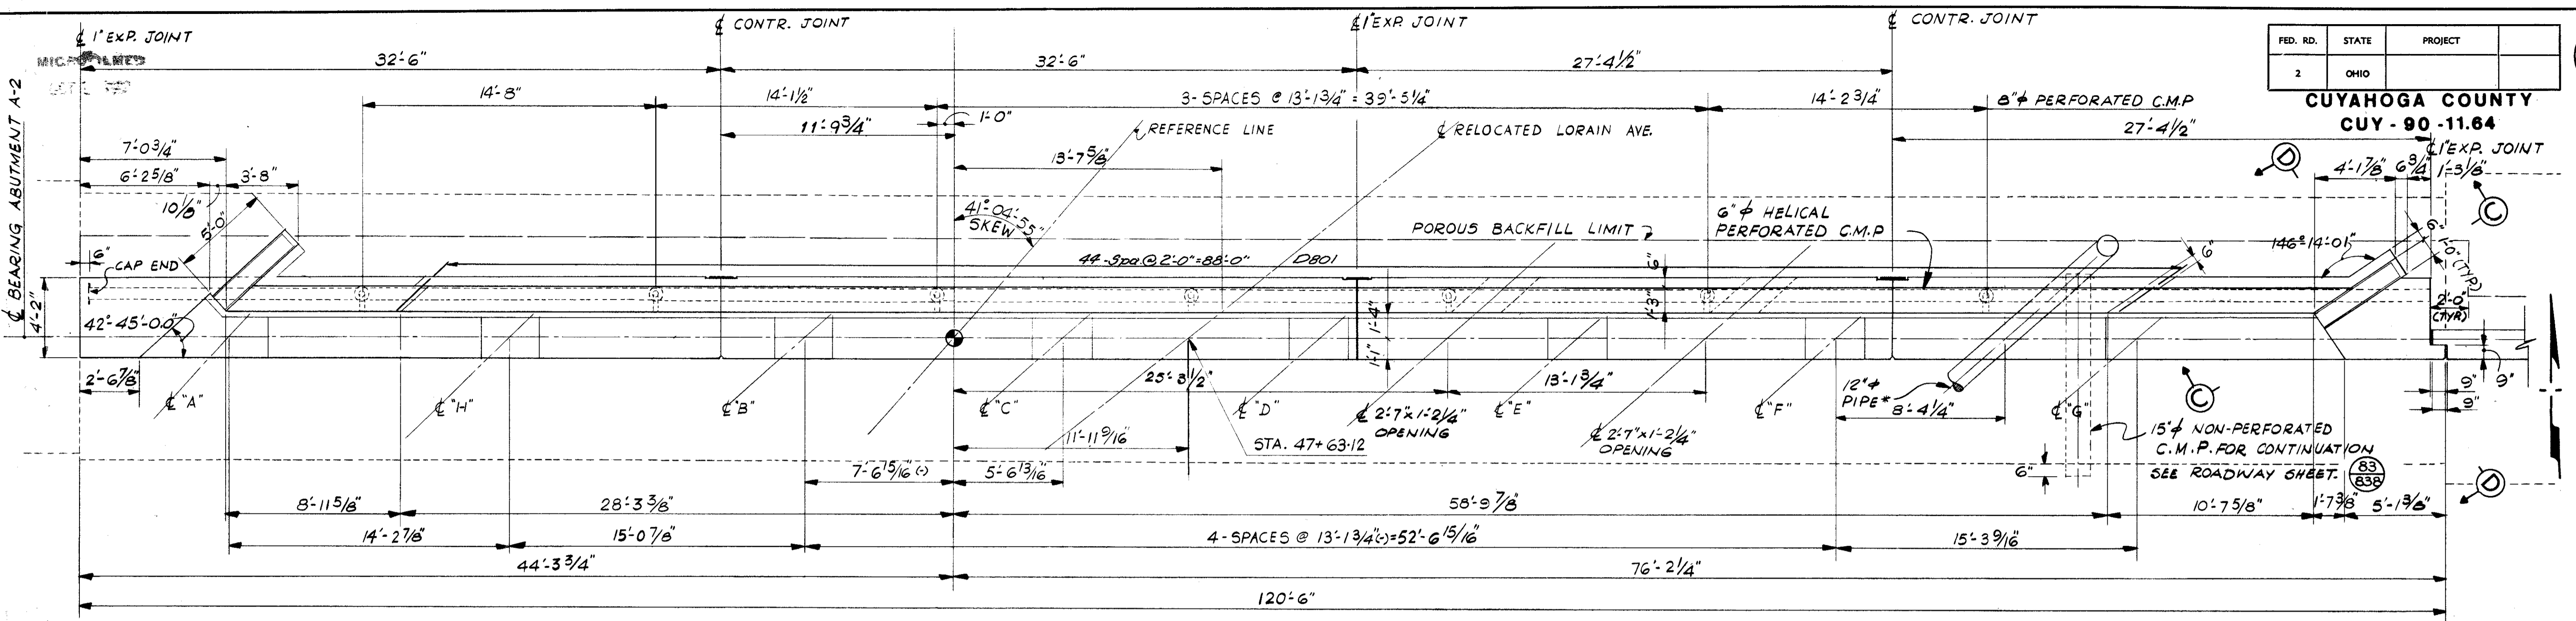 ℄ 1" EXP. JOINT
℄ CONTR. JOINT
℄ 1" EXP. JOINT
℄ CONTR. JOINT
FED. RD.
STATE
PROJECT
2
OHIO
CUYAHOGA COUNTY
CUY - 90 - 11.64
MICROFILMED
32'-6"
32'-6"
27'-4 1/2"
14'-8"
14'-1 1/2"
3- SPACES @ 13'-1 3/4" = 39'-5 1/4"
14'-2 3/4"
8"ϕ PERFORATED C.M.P
27'-4 1/2"
11'-9 3/4"
1'-0"
℄ REFERENCE LINE
℄ RELOCATED LORAIN AVE.
℄ 1" EXP. JOINT
℄ BEARING ABUTMENT A-2
7'-0 3/4"
6'-2 5/8"
3'-8"
10 1/8"
5'-0"
13'-7 5/8"
41°-04'-55"
SKEW
D
4'-1 7/8"
6 3/4"
1'-3 1/8"
C
POROUS BACKFILL LIMIT
6" ϕ HELICAL
PERFORATED C.M.P
6"
CAP END
44-Spa @ 2'-0"=88'-0"
D801
6"
6"
146°-14'-01"
6"
1'-0" (TYP)
4'-2"
42°-45'-00"
1'-3"
1'-4"
1'-1"
2'-0"
(TYP)
2'-6 7/8"
25'-3 1/2"
13'-1 3/4"
12"ϕ
PIPE*
8'-4 1/4"
9"
9"
9"
C
℄ "A"
℄ "H"
℄ "B"
℄ "C"
℄ "D"
℄ 2'-7"x1'-2 1/4"
OPENING
℄ "E"
℄ 2'-7"x1'-2 1/4"
OPENING
℄ "F"
℄ "G"
11'-11 9/16"
STA. 47+63.12
15"ϕ NON-PERFORATED
C.M.P. FOR CONTINUATION
SEE ROADWAY SHEET.
83
838
7'-6 15/16" (-)
5'-6 13/16"
6"
D
8'-11 5/8"
28'-3 3/8"
58'-9 7/8"
10'-7 5/8"
1'-7 3/8"
5'-1 3/8"
14'-2 7/8"
15'-0 7/8"
4-SPACES @ 13'-1 3/4"(-)=52'-6 15/16"
15'-3 9/16"
44'-3 3/4"
76'-2 1/4"
120'-6"